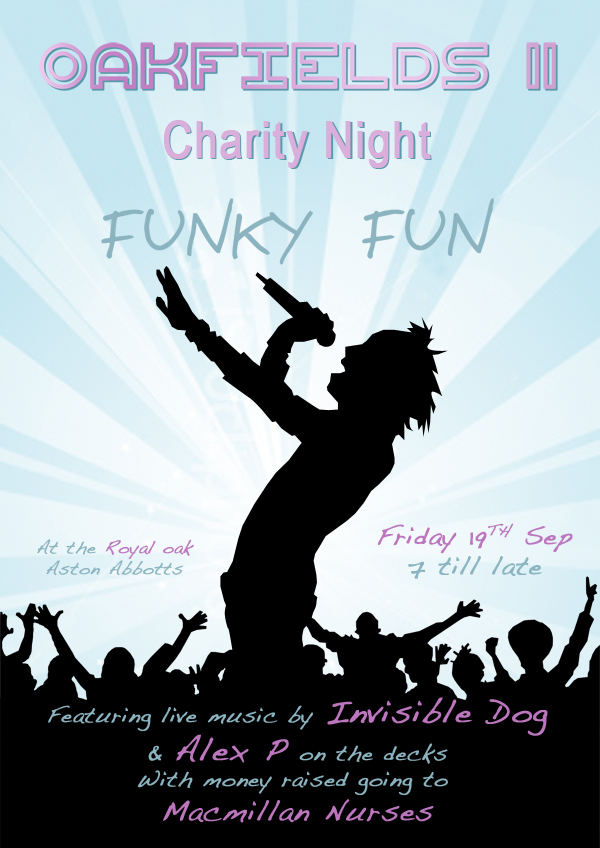 OAKFIELDS II
Charity Night
FUNKY FUN
At the Royal oak
Aston Abbotts
Friday 19TH Sep
7 till late
Featuring live music by Invisible Dog
& Alex P on the decks
With money raised going to
Macmillan Nurses